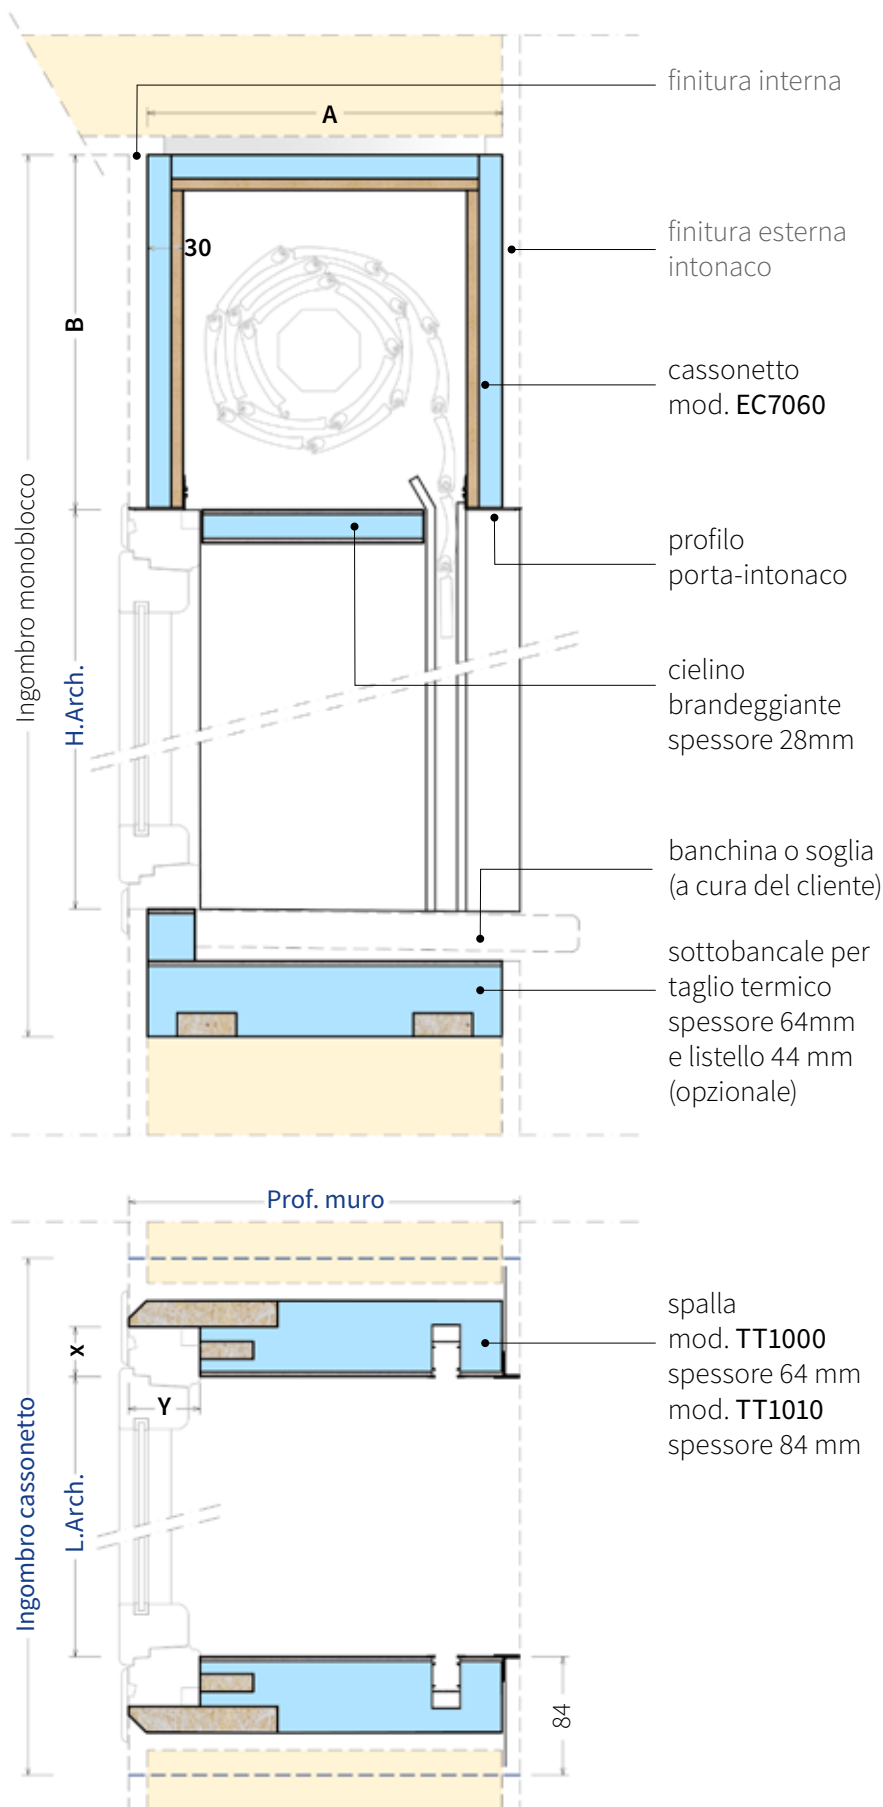 finitura interna
A
finitura esterna
intonaco
30
B
cassonetto
mod. EC7060
Ingombro monoblocco
profilo
porta-intonaco
H.Arch.
cielino
brandeggiante
spessore 28mm
banchina o soglia
(a cura del cliente)
sottobancale per
taglio termico
spessore 64mm
e listello 44 mm
(opzionale)
Prof. muro
spalla
mod. TT1000
spessore 64 mm
mod. TT1010
spessore 84 mm
x
Y
Ingombro cassonetto
L.Arch.
84